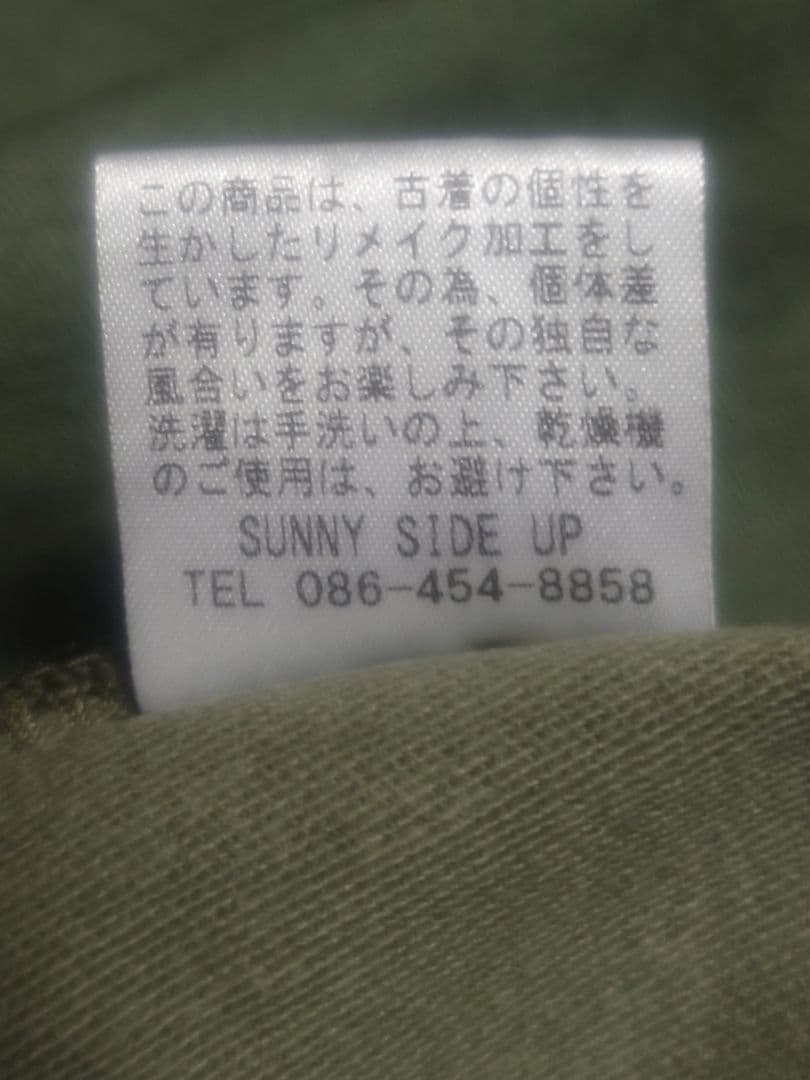 この商品は、古着の個性を
生かしたリメイク加工をし
ています。その為、個体差
が有りますが、その独自な
風合いをお楽しみ下さい。
洗濯は手洗いの上、乾燥機
のご使用は、お避け下さい。
SUNNY SIDE UP
TEL 086-454-8858